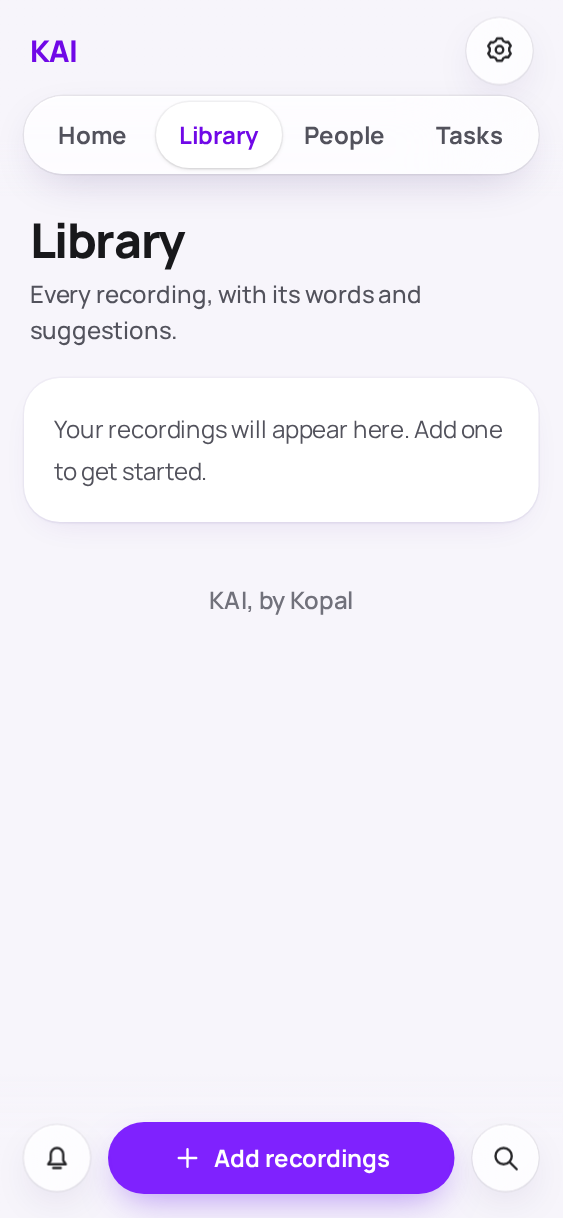 KAI
Home Library People Tasks
Library
Every recording, with its words and
suggestions.
Your recordings will appear here. Add one
to get started.
KAI, by Kopal
Add recordings